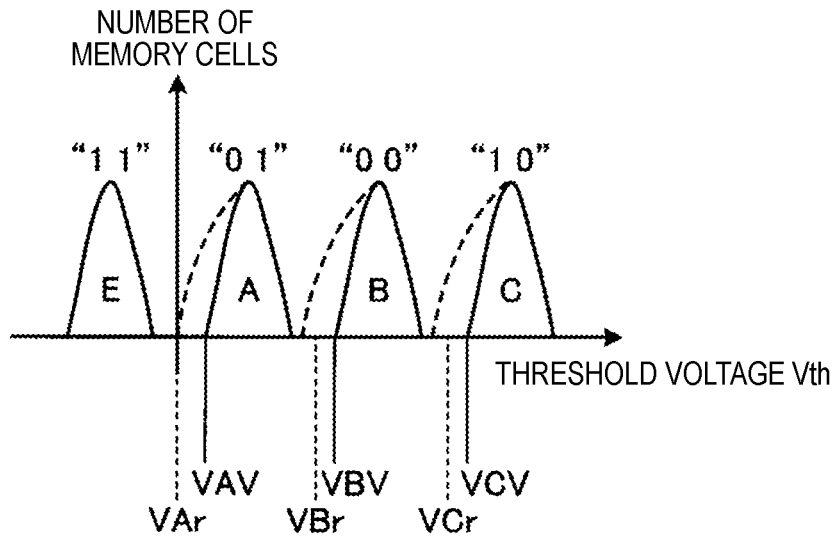 NUMBER OF
MEMORY CELLS
“1 1” “0 1” “0 0” “1 0”
E A B C
THRESHOLD VOLTAGE Vth
VAV VBV VCV
VAr VBr VCr